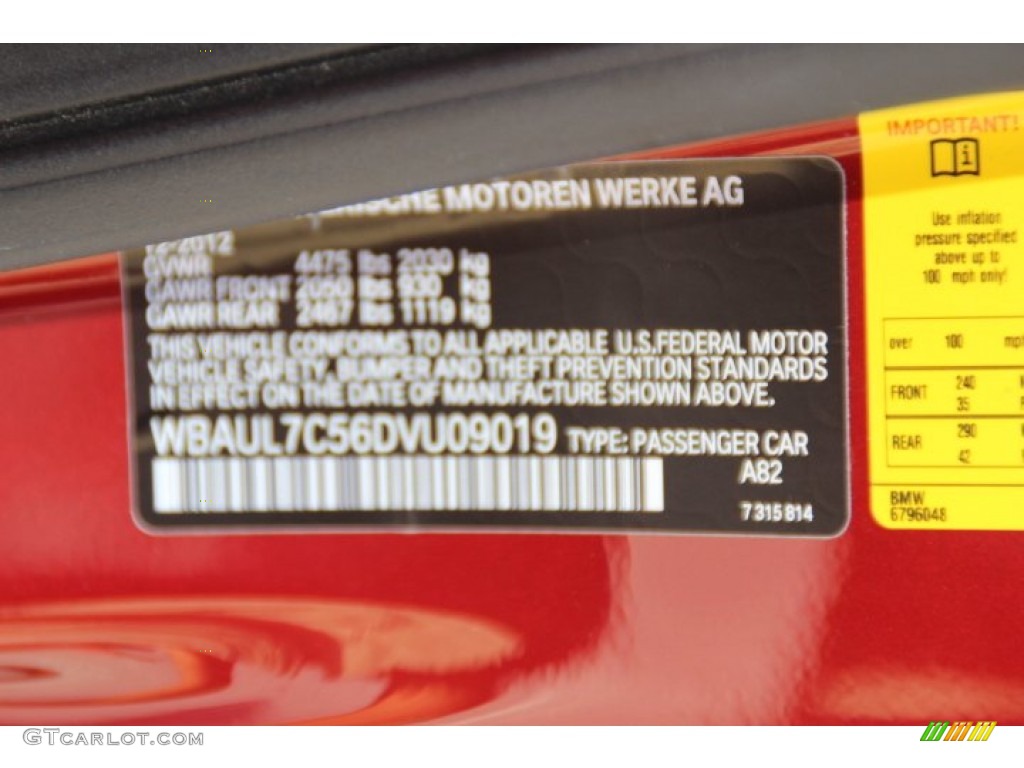 MOTOREN WERKE AG
12-2012
GVWR 4475 lbs 2030 kg
GAWR FRONT 2050 lbs 930 kg
GAWR REAR 2467 lbs 1119 kg
THIS VEHICLE CONFORMS TO ALL APPLICABLE U.S.FEDERAL MOTOR
VEHICLE SAFETY, BUMPER AND THEFT PREVENTION STANDARDS
IN EFFECT ON THE DATE OF MANUFACTURE SHOWN ABOVE.
WBAUL7C56DVU09019 TYPE: PASSENGER CAR
A82
7315814
IMPORTANT!
Use inflation
pressure specified
above up to
100 mph only!
over 100 mph
FRONT 240
35
REAR 290
42
BMW
6796048
GTCARLOT.COM